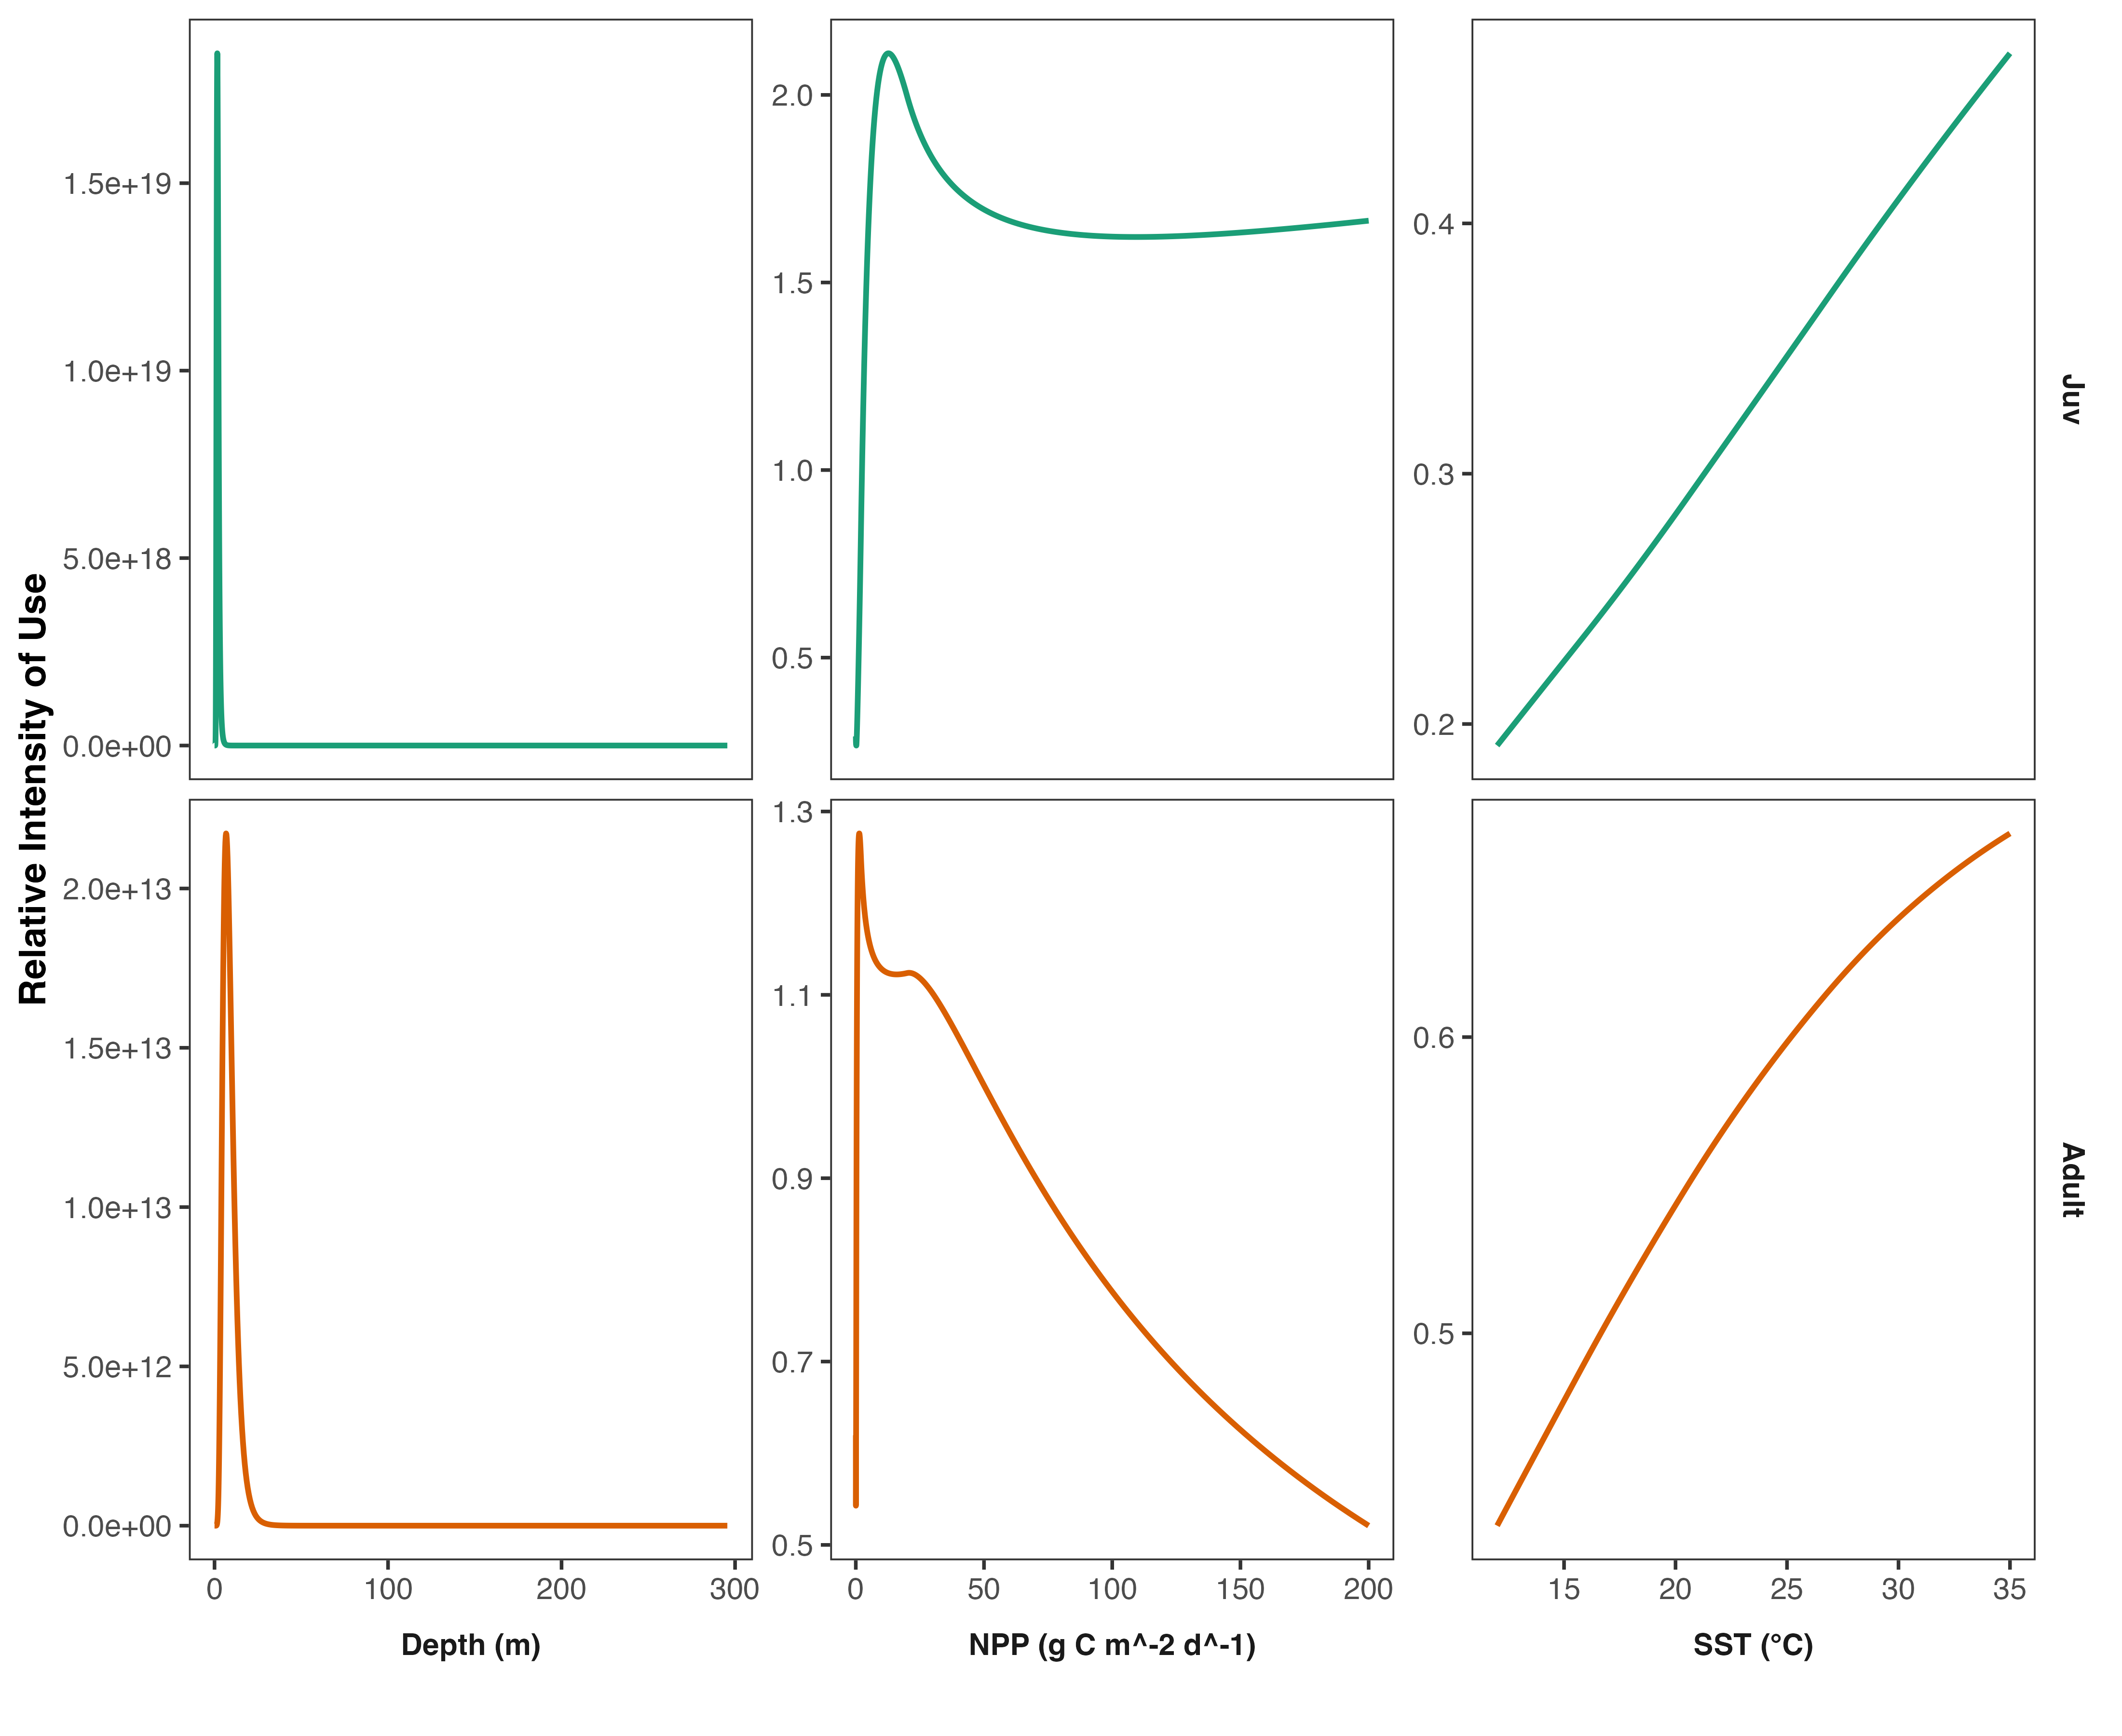 Relative Intensity of Use
1.5e+19
1.0e+19
5.0e+18
0.0e+00
2.0
1.5
1.0
0.5
0.4
0.3
0.2
Juv
2.0e+13
1.5e+13
1.0e+13
5.0e+12
0.0e+00
1.3
1.1
0.9
0.7
0.5
0.6
0.5
Adult
0 100 200 300
0 50 100 150 200
15 20 25 30 35
Depth (m)
NPP (g C m^-2 d^-1)
SST (°C)